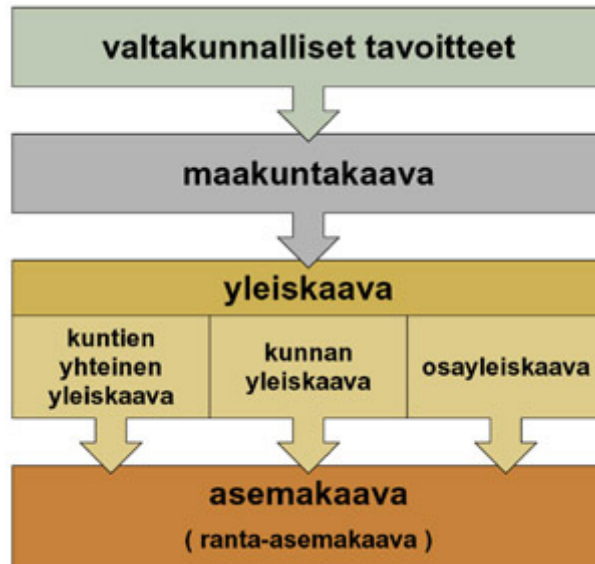 valtakunnalliset tavoitteet
maakuntakaava
yleiskaava
kuntien
yhteinen
yleiskaava
kunnan
yleiskaava
osayleiskaava
asemakaava
( ranta-asemakaava )